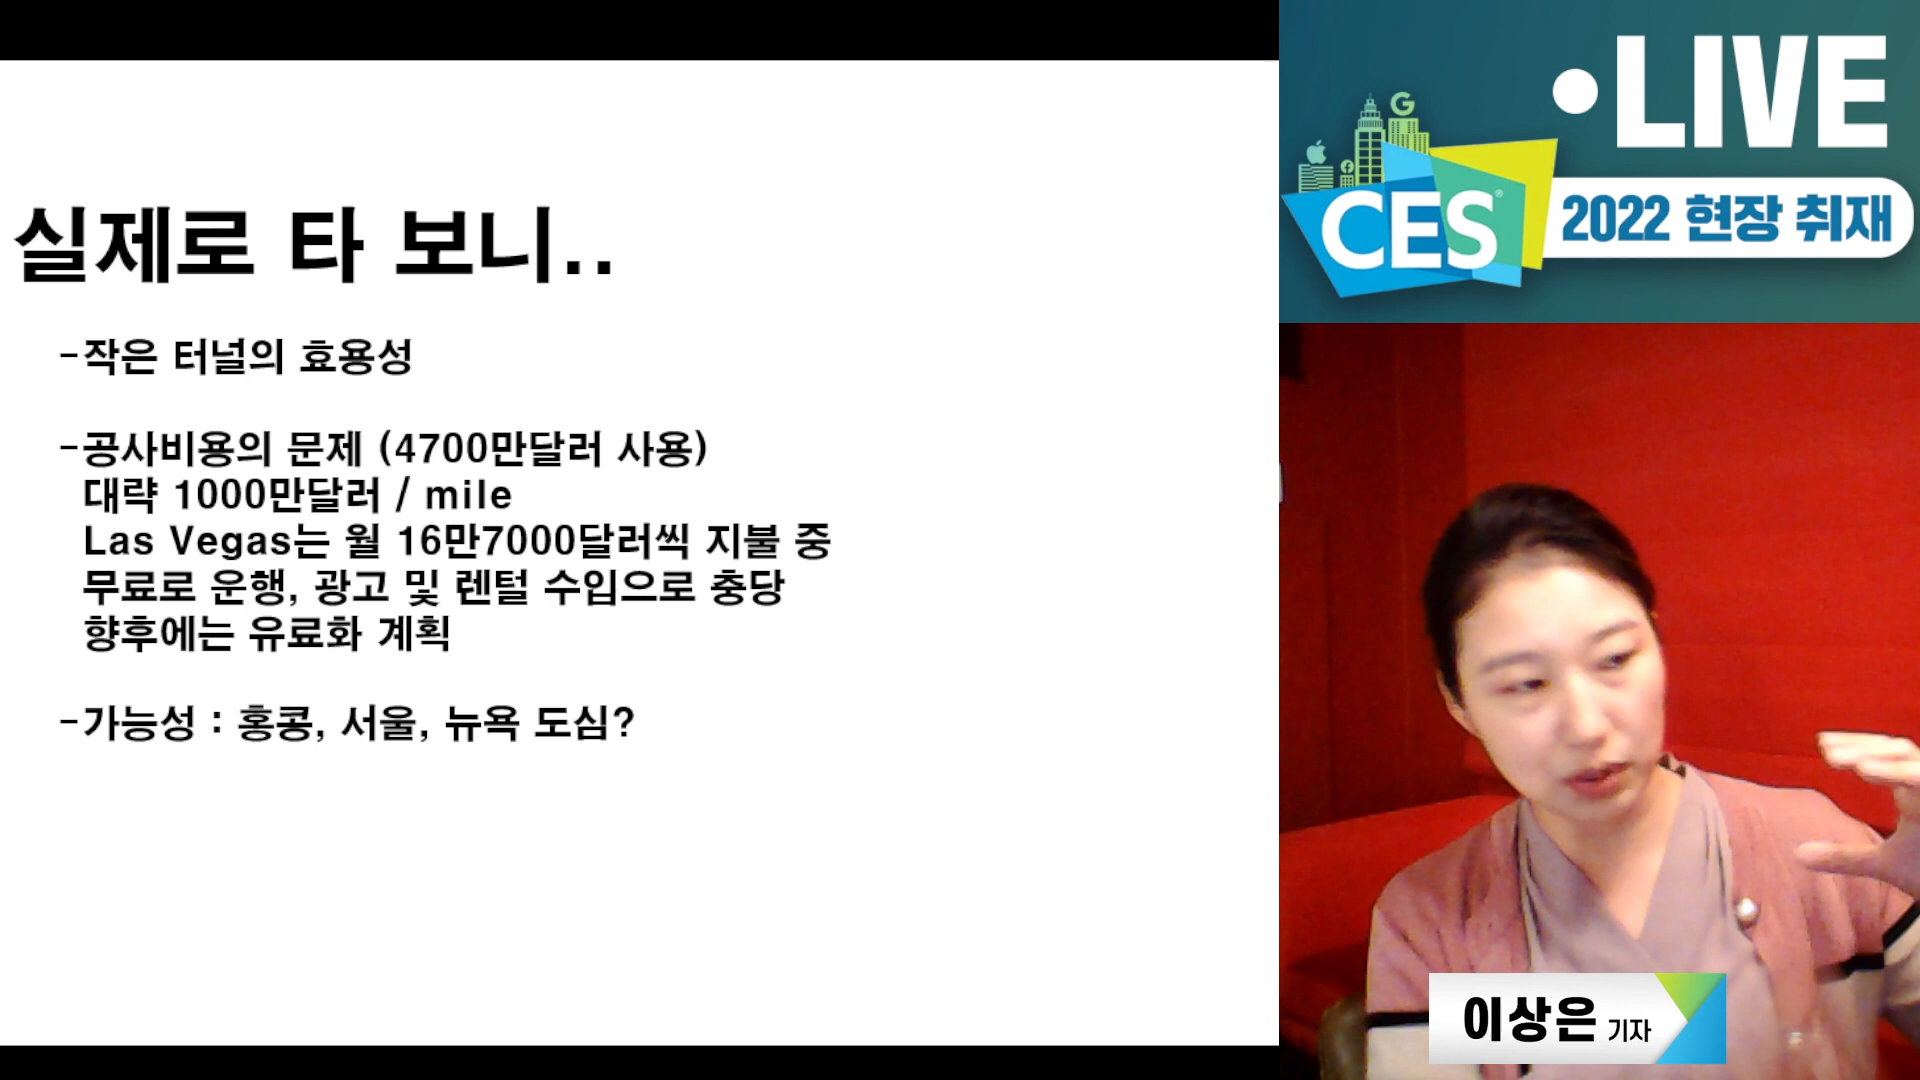 실제로 타 보니..
-작은 터널의 효용성
-공사비용의 문제 (4700만달러 사용)
대략 1000만달러 / mile
Las Vegas는 월 16만7000달러씩 지불 중
무료로 운행, 광고 및 렌털 수입으로 충당
향후에는 유료화 계획
-가능성 : 홍콩, 서울, 뉴욕 도심?
•LIVE
G
f
CES®
2022 현장 취재
이상은 기자